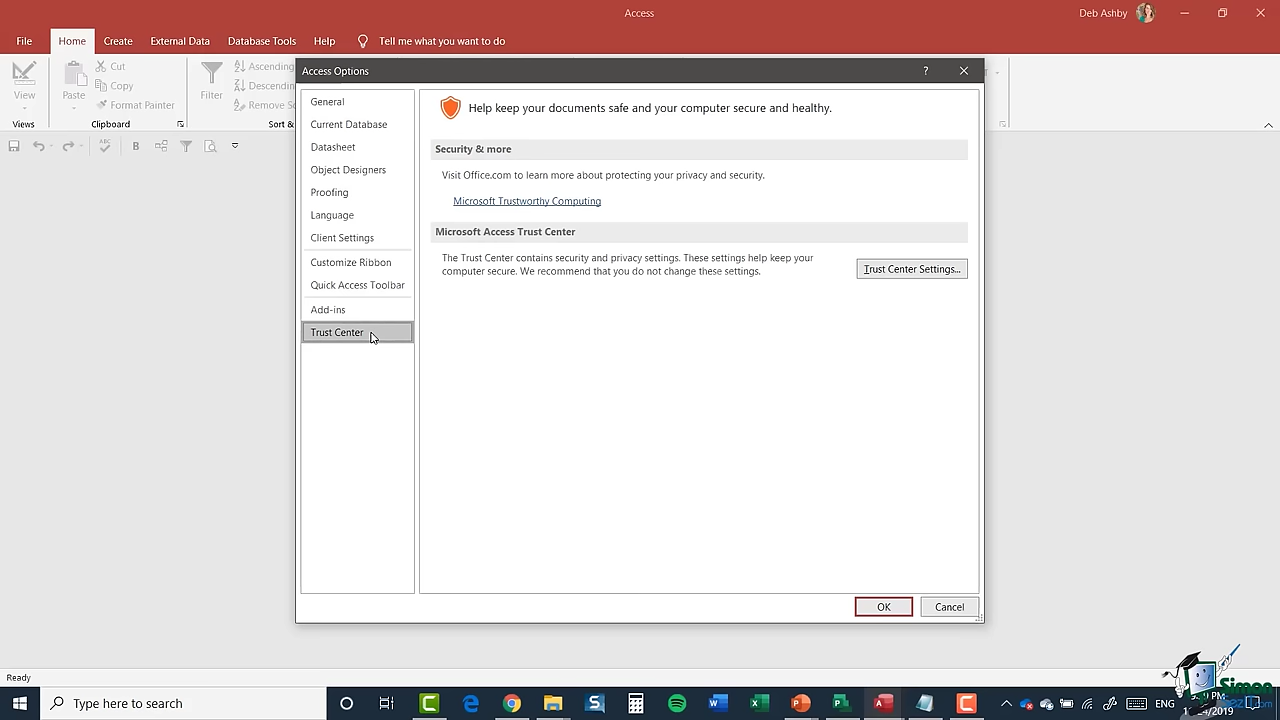 Access
Deb Ashby
File Home Create External Data Database Tools Help Tell me what you want to do
View
Views
Paste
Cut
Copy
Format Painter
Clipboard
Filter
Ascending
Descending
Remove
Sort &
Access Options
?
General
Current Database
Datasheet
Object Designers
Proofing
Language
Client Settings
Customize Ribbon
Quick Access Toolbar
Add-ins
Trust Center
Help keep your documents safe and your computer secure and healthy.
Security & more
Visit Office.com to learn more about protecting your privacy and security.
Microsoft Trustworthy Computing
Microsoft Access Trust Center
The Trust Center contains security and privacy settings. These settings help keep your
computer secure. We recommend that you do not change these settings.
Trust Center Settings...
OK
Cancel
Ready
Type here to search
ENG